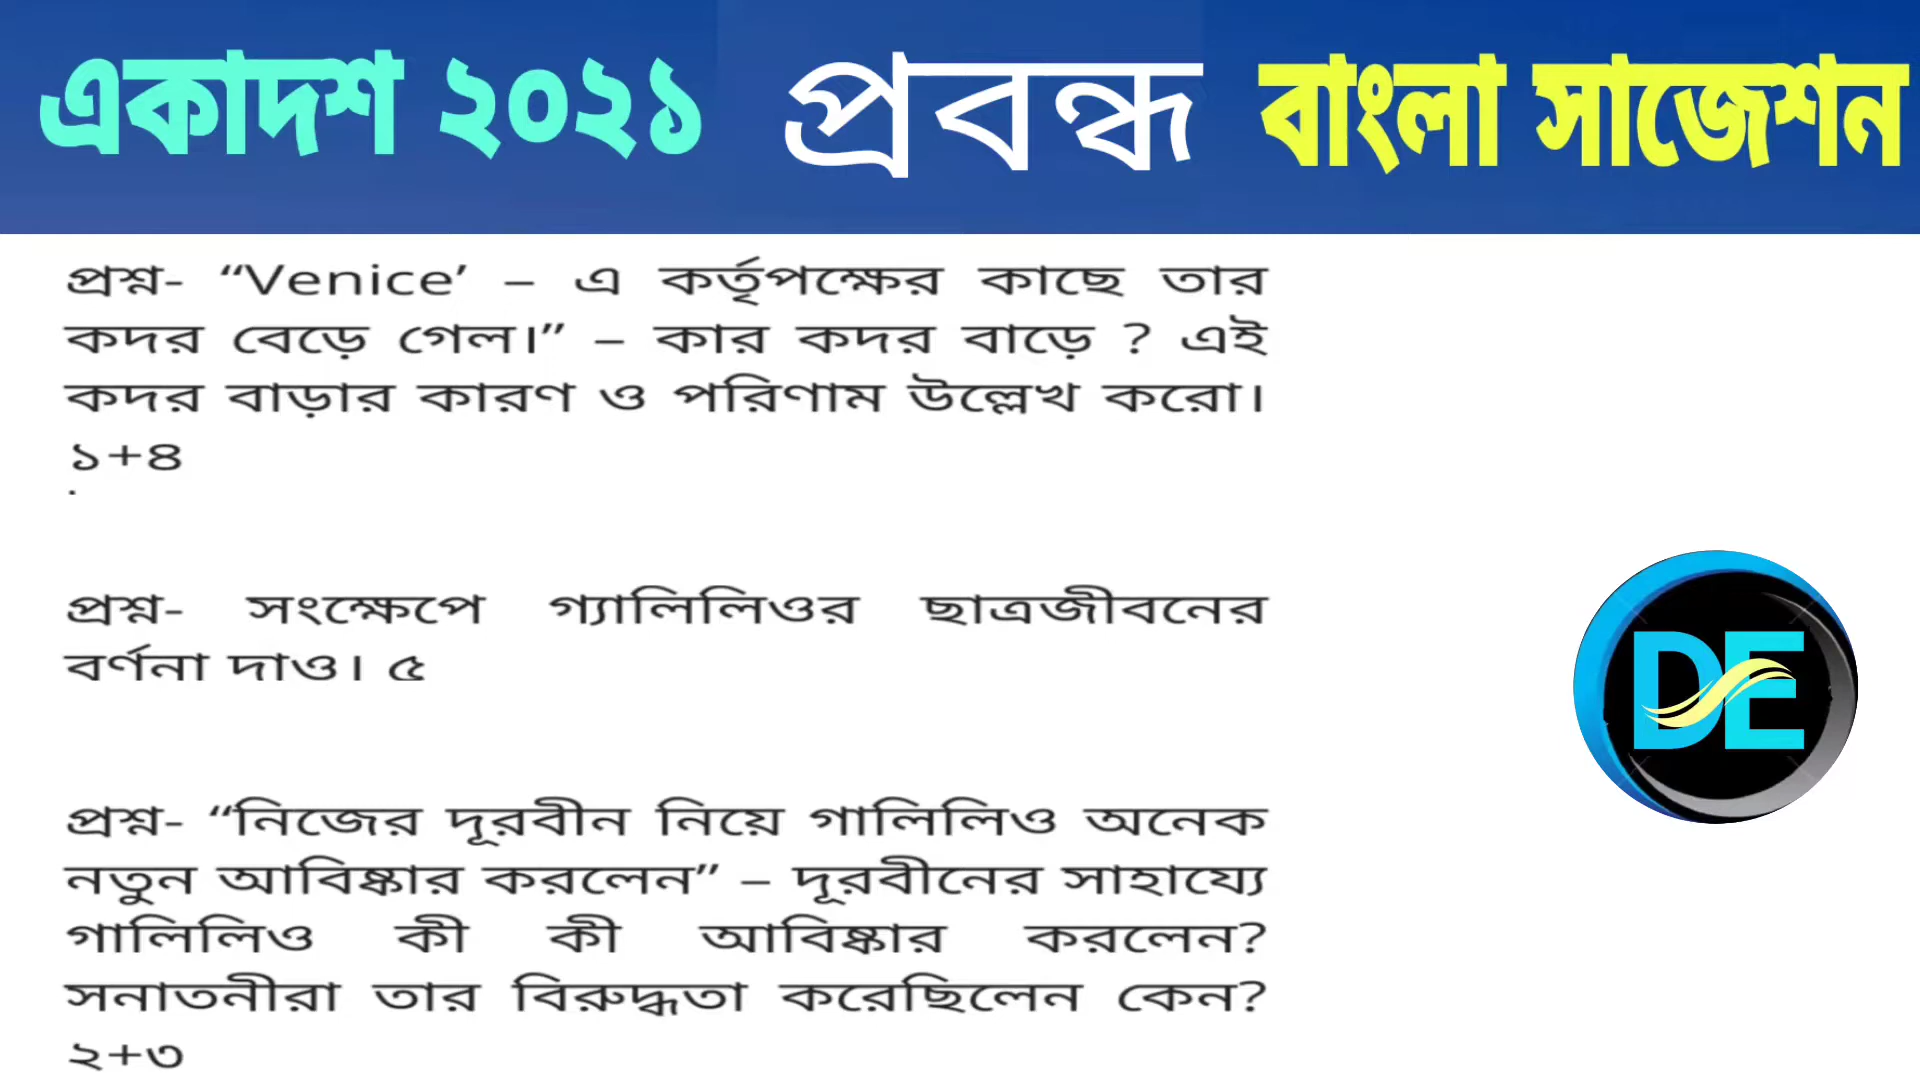 একাদশ ২০২১ প্রবন্ধ বাংলা সাজেশন
প্রশ্ন- “Venice’ – এ কর্তৃপক্ষের কাছে তার
কদর বেড়ে গেল।” – কার কদর বাড়ে ? এই
কদর বাড়ার কারণ ও পরিণাম উল্লেখ করো।
১+৪
প্রশ্ন- সংক্ষেপে গ্যালিলিওর ছাত্রজীবনের
বর্ণনা দাও। ৫
DE
প্রশ্ন- “নিজের দূরবীন নিয়ে গালিলিও অনেক
নতুন আবিষ্কার করলেন” – দূরবীনের সাহায্যে
গালিলিও কী কী আবিষ্কার করলেন?
সনাতনীরা তার বিরুদ্ধতা করেছিলেন কেন?
২+৩